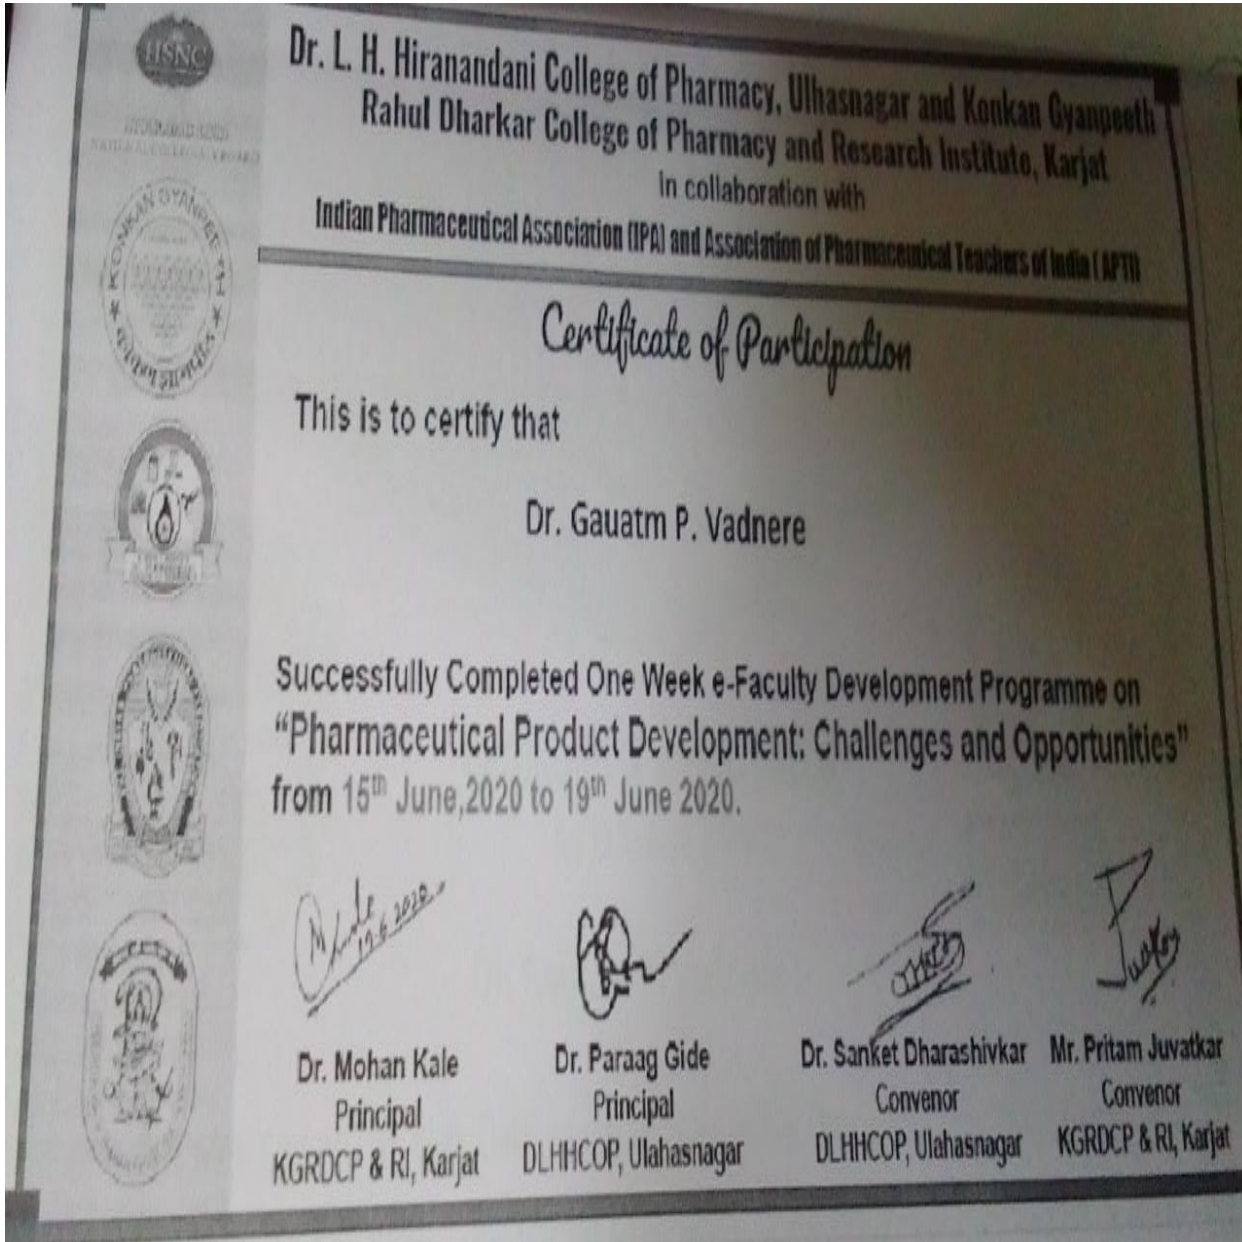 HSNC
Dr. L. H. Hiranandani College of Pharmacy, Ulhasnagar and Konkan Gyanpeeth
Rahul Dharkar College of Pharmacy and Research Institute, Karjat
In collaboration with
Indian Pharmaceutical Association (IPA) and Association of Pharmaceutical Teachers of India ( APTI)
KONKAN GYANPEETH
Certificate of Participation
This is to certify that
Dr. Gauatm P. Vadnere
Successfully Completed One Week e-Faculty Development Programme on
“Pharmaceutical Product Development: Challenges and Opportunities”
from 15th June,2020 to 19th June 2020.
Dr. Mohan Kale
Principal
KGRDCP & RI, Karjat
Dr. Paraag Gide
Principal
DLHHCOP, Ulahasnagar
Dr. Sanket Dharashivkar
Convenor
DLHHCOP, Ulahasnagar
Mr. Pritam Juvatkar
Convenor
KGRDCP & RI, Karjat